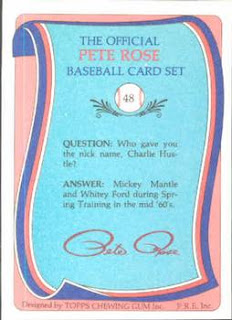 THE OFFICIAL
PETE ROSE
BASEBALL CARD SET
48
QUESTION: Who gave you
the nick name, Charlie Hus-
tle?
ANSWER: Mickey Mantle
and Whitey Ford during Spr-
ing Training in the mid '60's.
Pete Rose
Designed by TOPPS CHEWING GUM Inc. P.R.E. Inc.